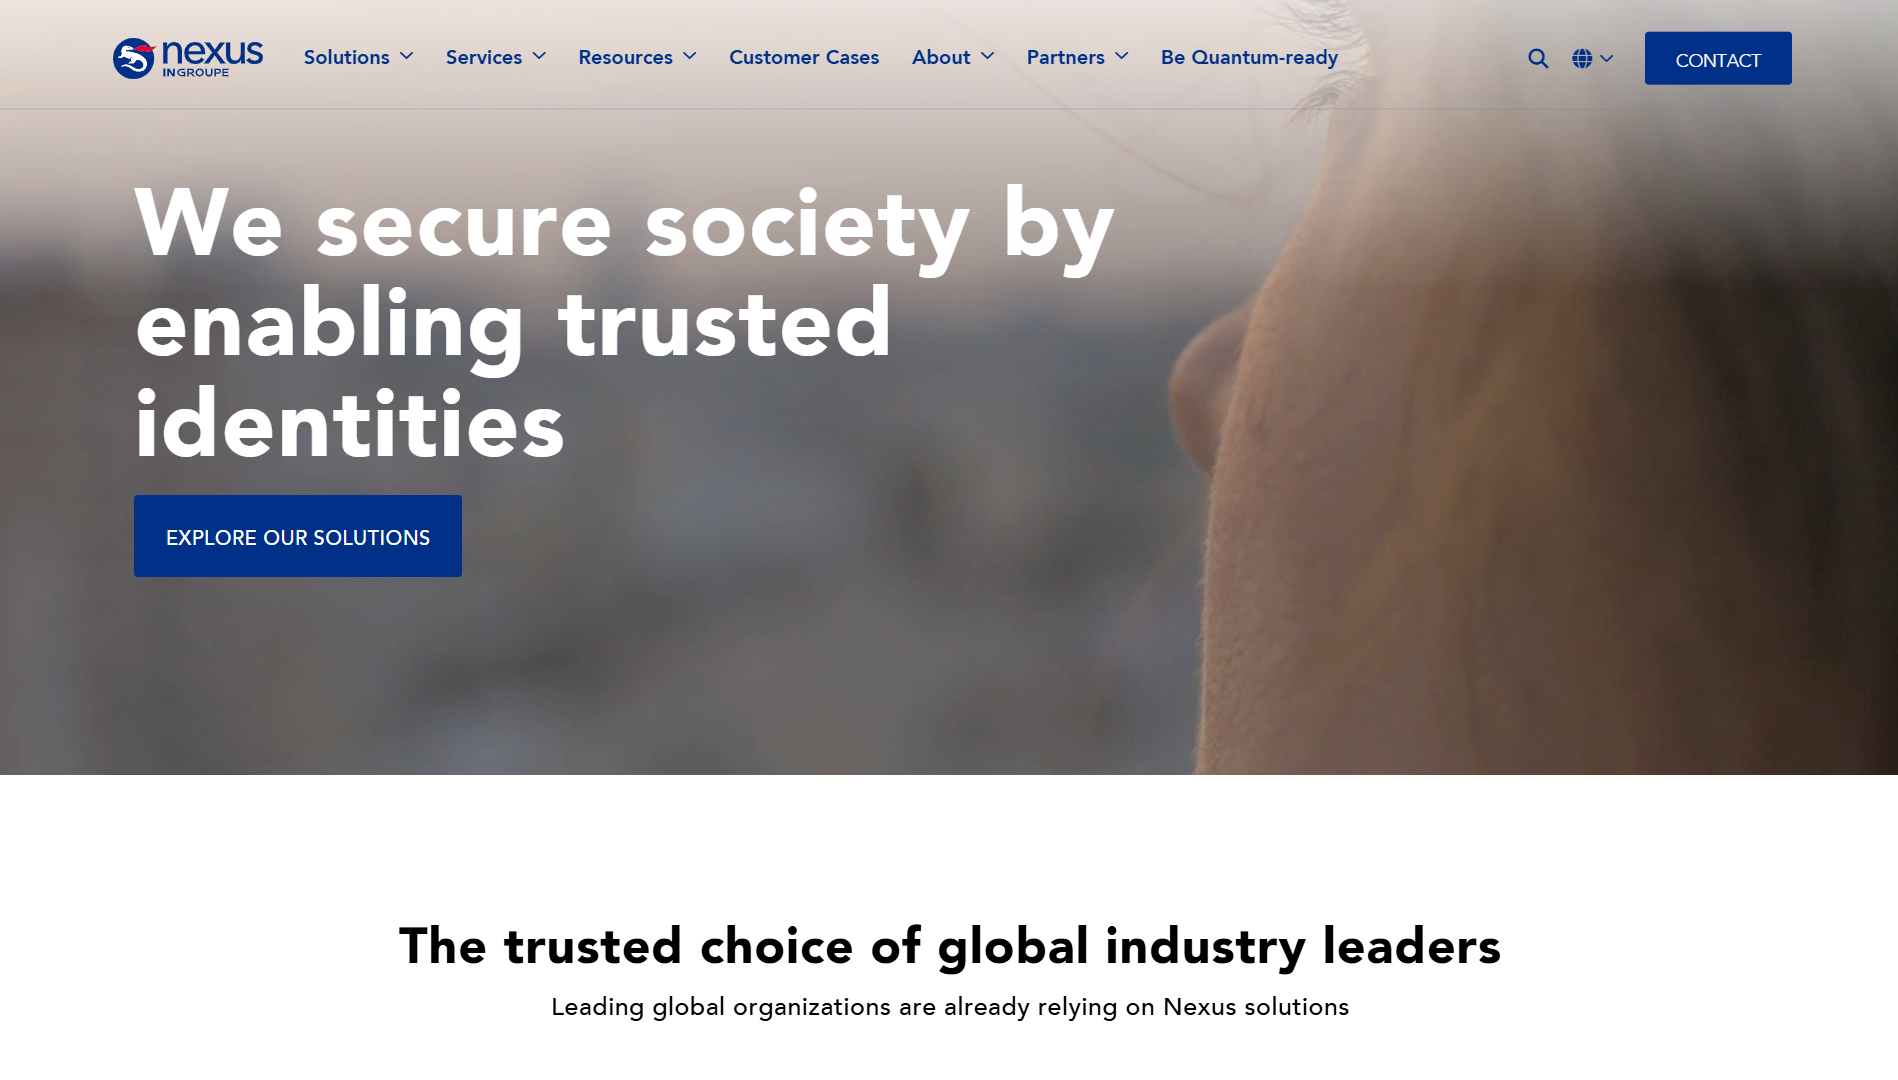 nexus
IN GROUPE
Solutions
Services
Resources
Customer Cases
About
Partners
Be Quantum-ready
CONTACT
We secure society by
enabling trusted
identities
EXPLORE OUR SOLUTIONS
The trusted choice of global industry leaders
Leading global organizations are already relying on Nexus solutions